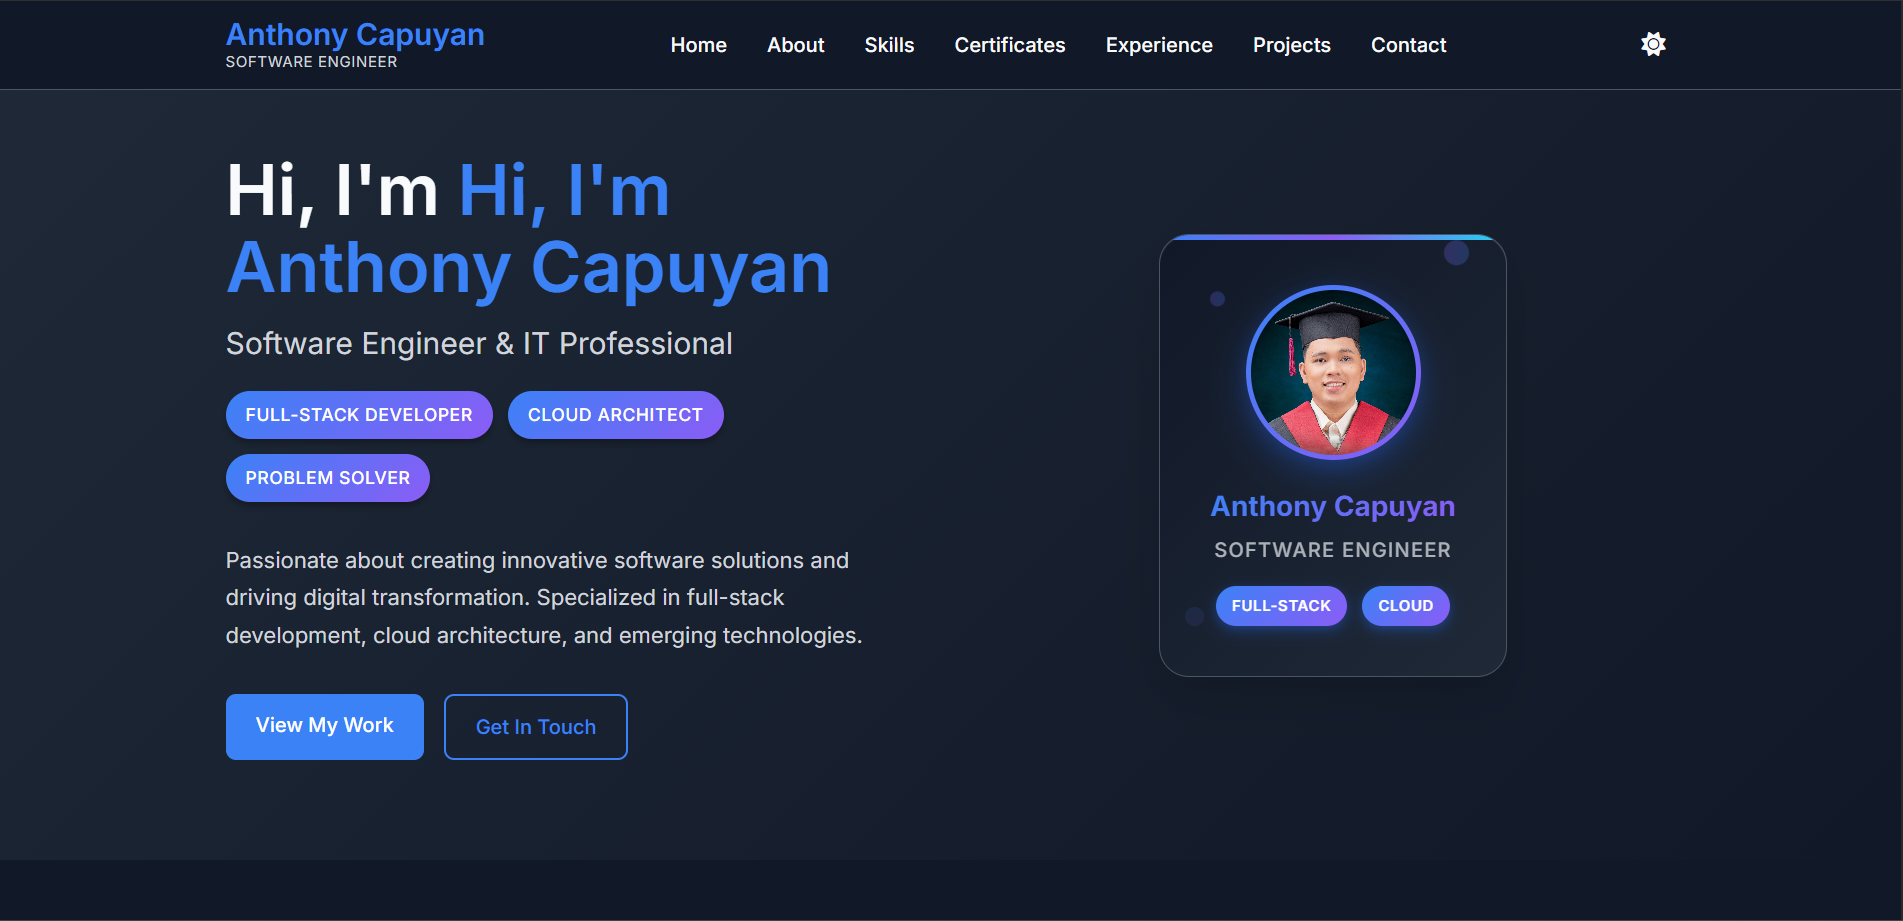 Anthony Capuyan
SOFTWARE ENGINEER
Home About Skills Certificates Experience Projects Contact
Hi, I'm Hi, I'm
Anthony Capuyan
Software Engineer & IT Professional
FULL-STACK DEVELOPER CLOUD ARCHITECT
PROBLEM SOLVER
Passionate about creating innovative software solutions and
driving digital transformation. Specialized in full-stack
development, cloud architecture, and emerging technologies.
View My Work Get In Touch
Anthony Capuyan
SOFTWARE ENGINEER
FULL-STACK CLOUD